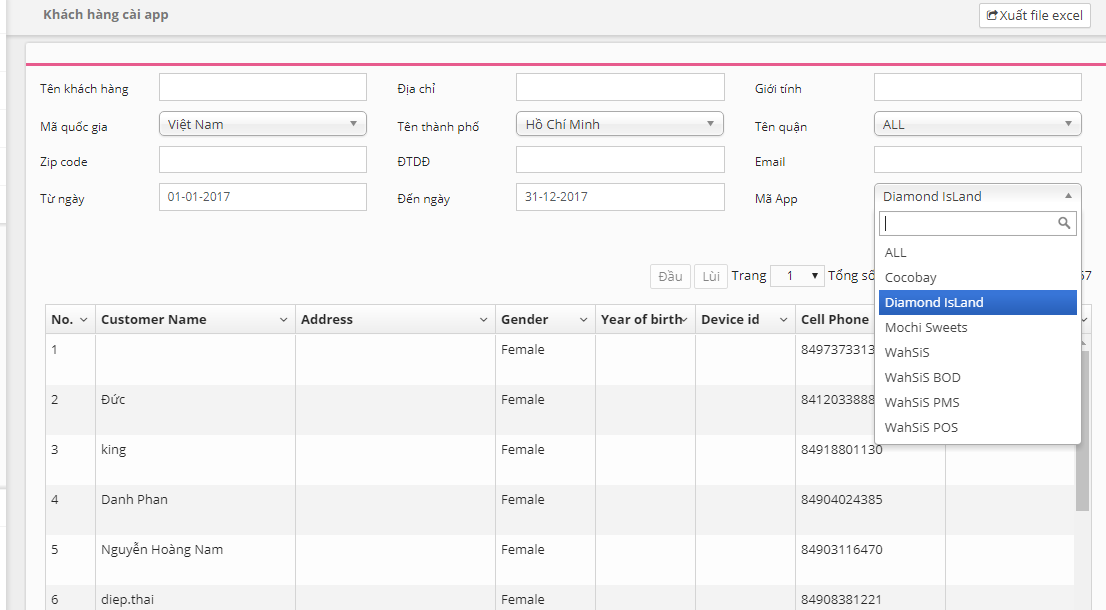 Khách hàng cài app
Xuất file excel
Tên khách hàng
Địa chỉ
Giới tính
Mã quốc gia
Việt Nam
Tên thành phố
Hồ Chí Minh
Tên quận
ALL
Zip code
ĐTDĐ
Email
Từ ngày
01-01-2017
Đến ngày
31-12-2017
Mã App
Diamond IsLand
ALL
Cocobay
Diamond IsLand
Mochi Sweets
WahSiS
WahSiS BOD
WahSiS PMS
WahSiS POS
Đầu
Lùi
Trang
1
Tổng số
No.
Customer Name
Address
Gender
Year of birth
Device id
Cell Phone
1
Female
8497373313
2
Đức
Female
8412033888
3
king
Female
84918801130
4
Danh Phan
Female
84904024385
5
Nguyễn Hoàng Nam
Female
84903116470
6
diep.thai
Female
84908381221